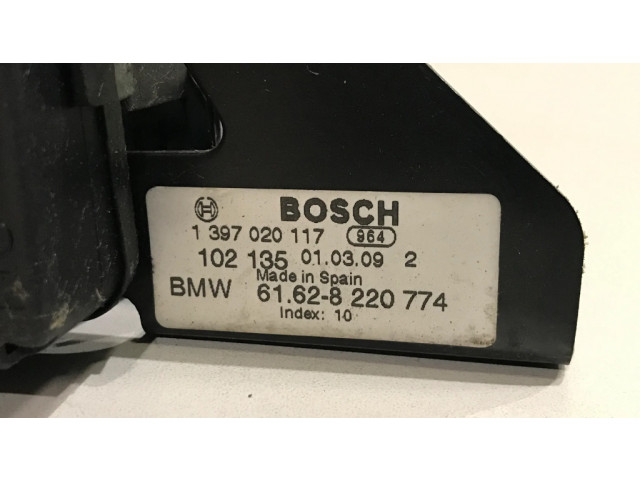 BOSCH
1 397 020 117 964
102 135 01.03.09 2
Made in Spain
BMW 61.62-8 220 774
Index: 10